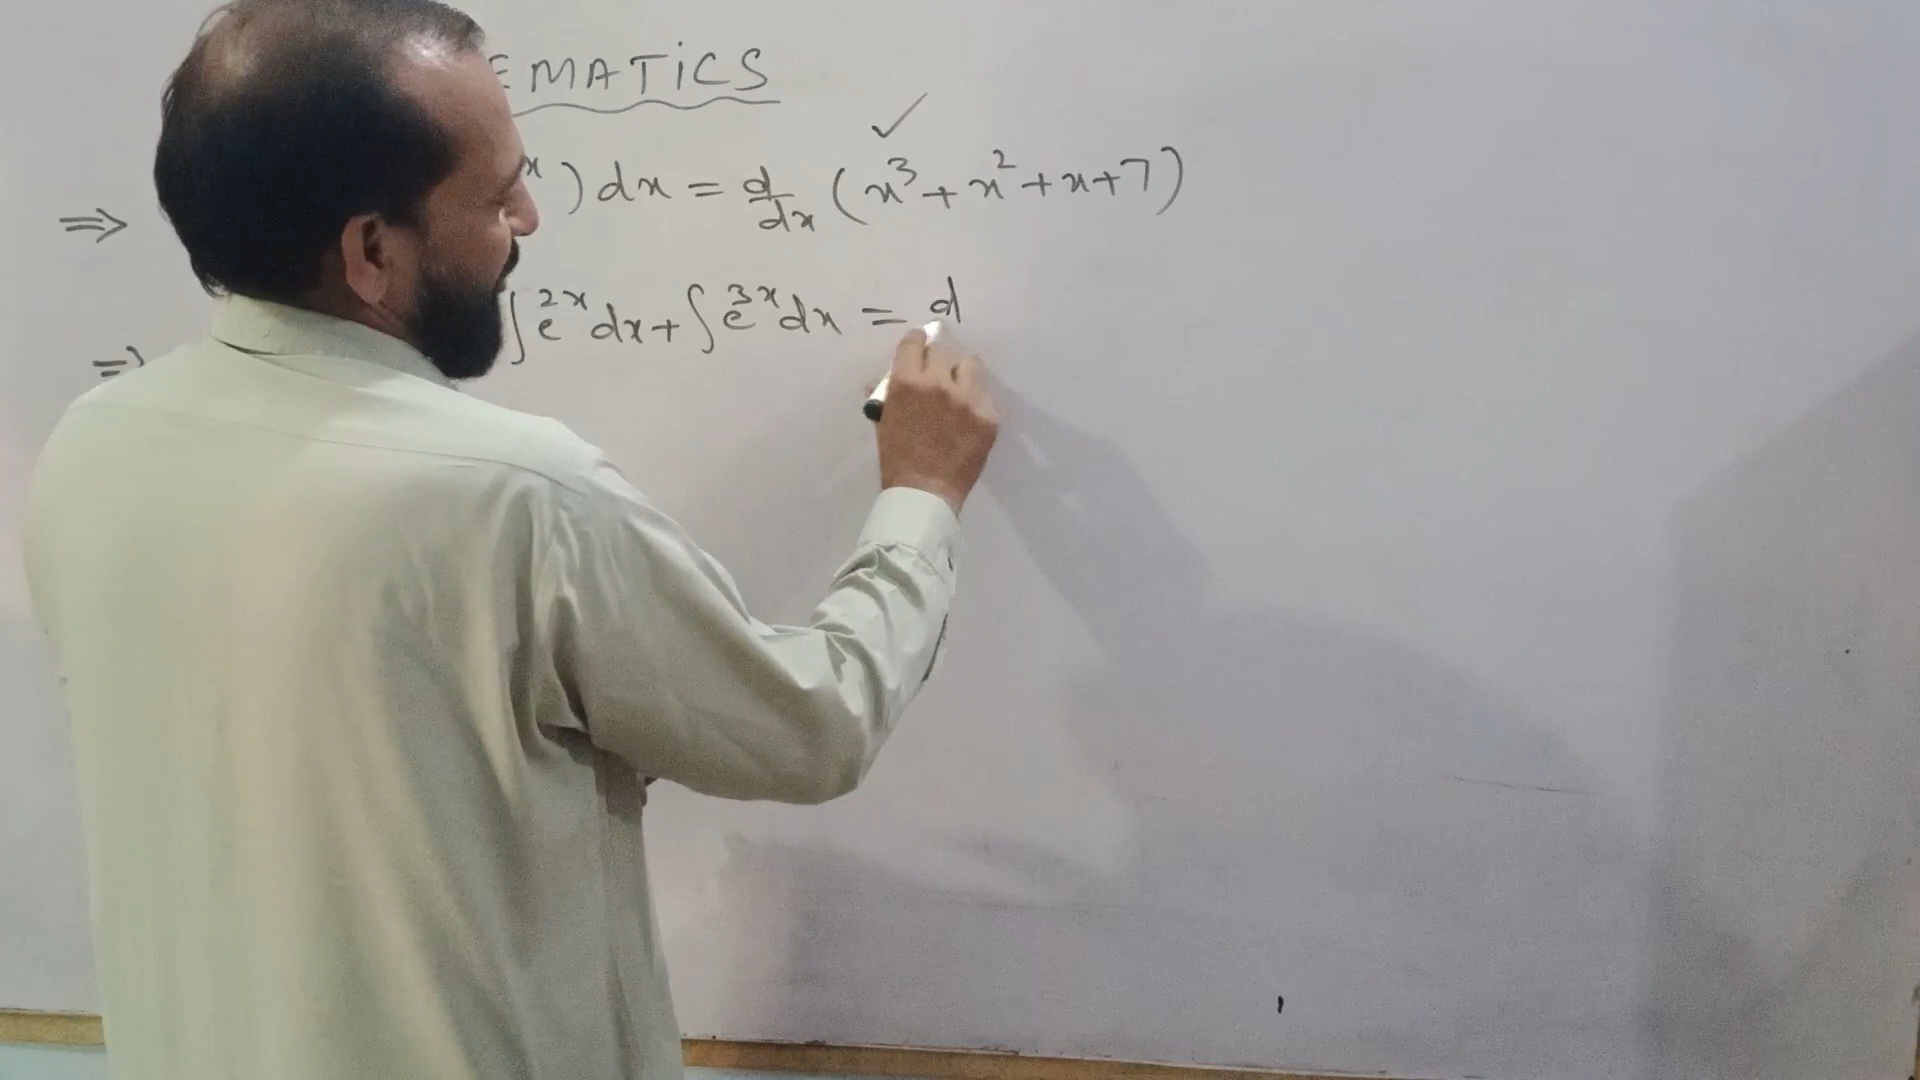 EMATICS
✓
⇒ x ) dx = d/dx (x³ + x² + x + 7)
⇒ ∫e²ˣdx + ∫e³ˣdx = d